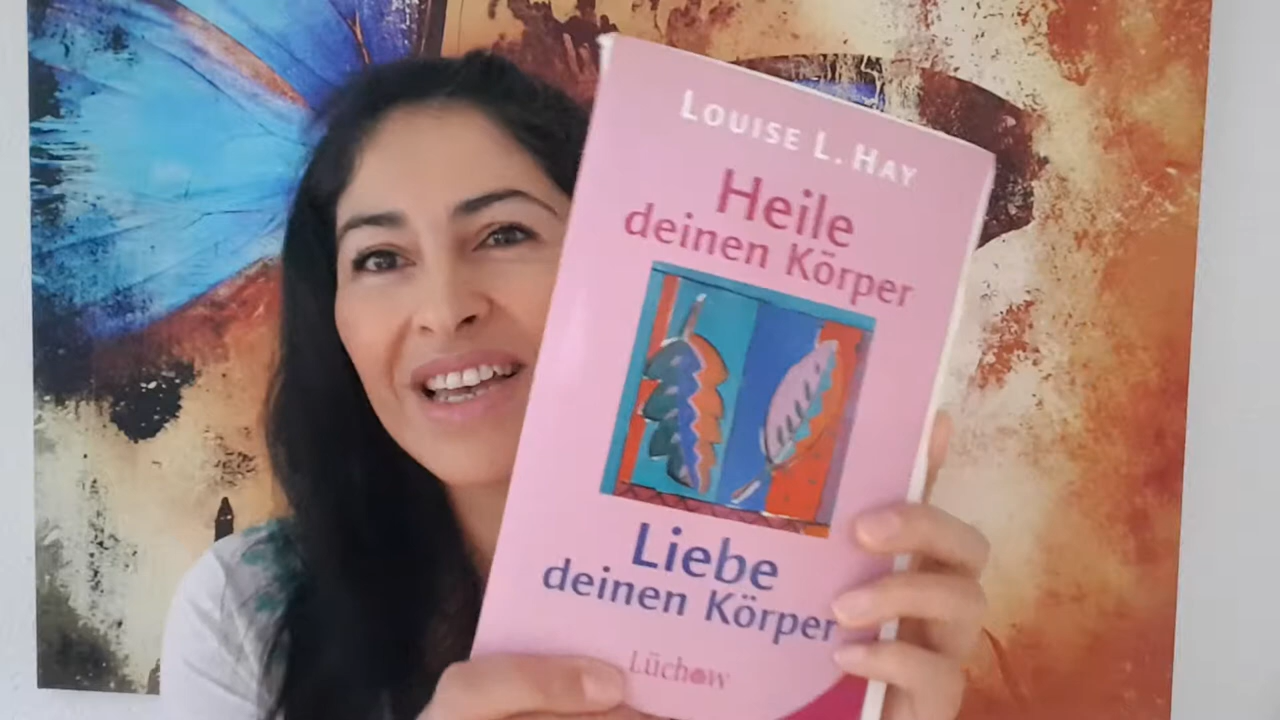 LOUISE L. HAY
Heile
deinen Körper
Liebe
deinen Körper
Lüchow